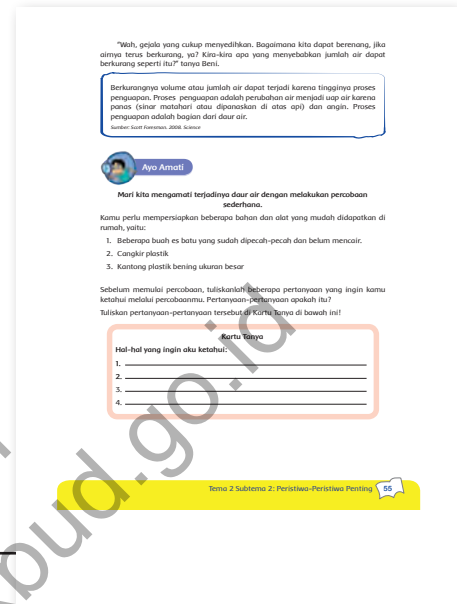 "Wah, gejala yang cukup menyedihkan. Bagaimana kita dapat berenang, jika
airnya terus berkurang, ya? Kira-kira apa yang menyebabkan jumlah air dapat
berkurang seperti itu?" tanya Beni.
Berkurangnya volume atau jumlah air dapat terjadi karena tingginya proses
penguapan. Proses penguapan adalah perubahan air menjadi uap air karena
panas (sinar matahari atau dipanaskan di atas api) dan angin. Proses
penguapan adalah bagian dari daur air.
Sumber: Scott Foresman. 2008. Science
Ayo Amati
Mari kita mengamati terjadinya daur air dengan melakukan percobaan
sederhana.
Kamu perlu mempersiapkan beberapa bahan dan alat yang mudah didapatkan di
rumah, yaitu:
1. Beberapa buah es batu yang sudah dipecah-pecah dan belum mencair.
2. Cangkir plastik
3. Kantong plastik bening ukuran besar
Sebelum memulai percobaan, tuliskanlah beberapa pertanyaan yang ingin kamu
ketahui melalui percobaanmu. Pertanyaan-pertanyaan apakah itu?
Tuliskan pertanyaan-pertanyaan tersebut di Kartu Tanya di bawah ini!
Kartu Tanya
Hal-hal yang ingin aku ketahui:
1.
2.
3.
4.
Tema 2 Subtema 2: Peristiwa-Peristiwa Penting 55
bud.go.id